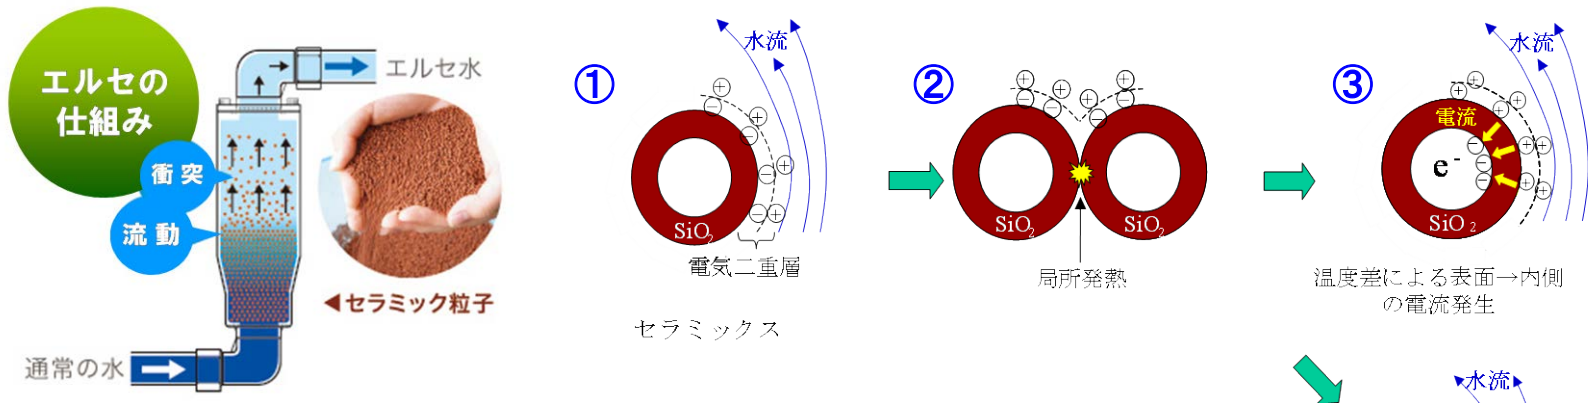 エルセの
仕組み
エルセ水
衝突
流動
◀セラミック粒子
通常の水
①
水流
SiO2
電気二重層
セラミックス
②
SiO2
SiO2
局所発熱
③
水流
電流
e-
SiO2
温度差による表面→内側
の電流発生
水流